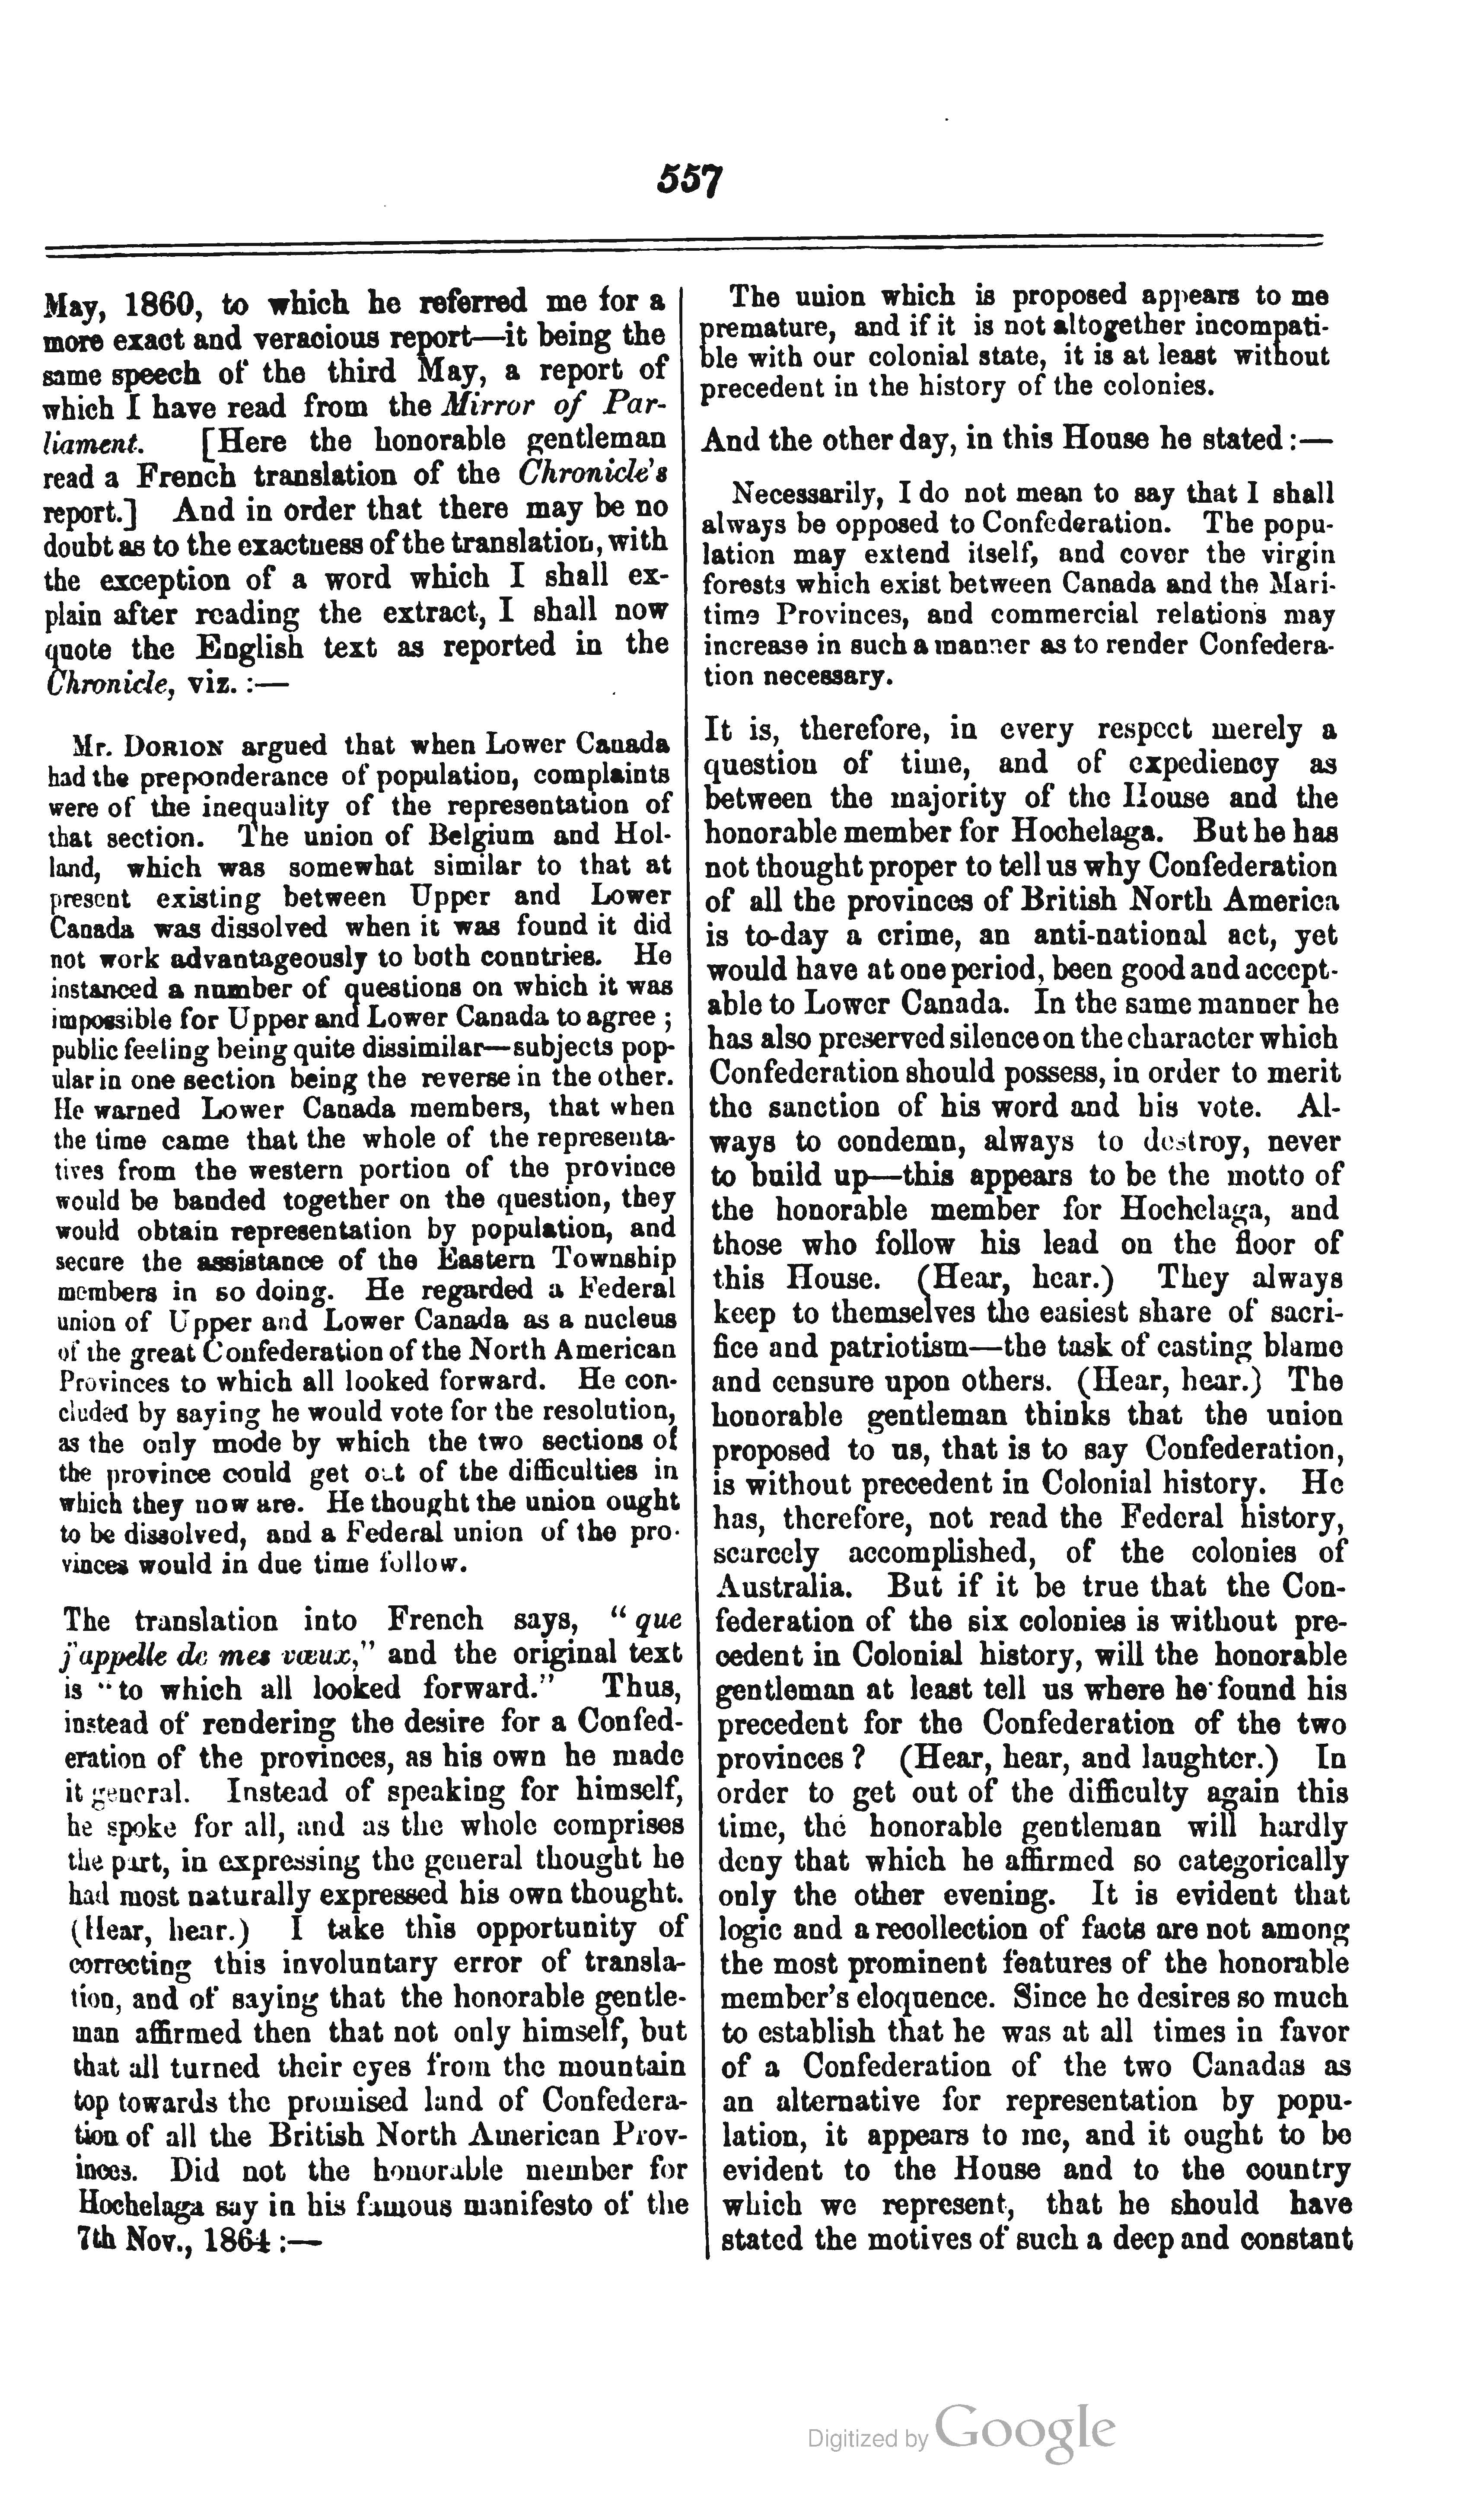 557
May, 1860, to which he referred me for a
more exact and veracious report—it being the
same speech of the third May, a report of
which I have read from the Mirror of Par-
liament. [Here the honorable gentleman
read a French translation of the Chronicle's
report.] And in order that there may be no
doubt as to the exactness of the translation, with
the exception of a word which I shall ex-
plain after reading the extract, I shall now
quote the English text as reported in the
Chronicle, viz. :—
Mr. DORION argued that when Lower Canada
had the preponderance of population, complaints
were of the inequality of the representation of
that section. The union of Belgium and Hol-
land, which was somewhat similar to that at
present existing between Upper and Lower
Canada was dissolved when it was found it did
not work advantageously to both countries. He
instanced a number of questions on which it was
impossible for Upper and Lower Canada to agree ;
public feeling being quite dissimilar—subjects pop-
ular in one section being the reverse in the other.
He warned Lower Canada members, that when
the time came that the whole of the representa-
tives from the western portion of the province
would be banded together on the question, they
would obtain representation by population, and
secure the assistance of the Eastern Township
members in so doing. He regarded a Federal
union of Upper and Lower Canada as a nucleus
of the great Confederation of the North American
Provinces to which all looked forward. He con-
cluded by saying he would vote for the resolution,
as the only mode by which the two sections of
the province could get out of the difficulties in
which they now are. He thought the union ought
to be dissolved, and a Federal union of the pro-
vinces would in due time follow.
The translation into French says, " que
j'appelle de mes vœux," and the original text
is "to which all looked forward." Thus,
instead of rendering the desire for a Confed-
eration of the provinces, as his own he made
it general. Instead of speaking for himself,
he spoke for all, and as the whole comprises
the part, in expressing the general thought he
had most naturally expressed his own thought.
(Hear, hear.) I take this opportunity of
correcting this involuntary error of transla-
tion, and of saying that the honorable gentle-
man affirmed then that not only himself, but
that all turned their eyes from the mountain
top towards the promised land of Confedera-
tion of all the British North American Prov-
inces. Did not the honorable member for
Hochelaga say in his famous manifesto of the
7th Nov., 1864 :—
The union which is proposed appears to me
premature, and if it is not altogether incompati-
ble with our colonial state, it is at least without
precedent in the history of the colonies.
And the other day, in this House he stated :—
Necessarily, I do not mean to say that I shall
always be opposed to Confederation. The popu-
lation may extend itself, and cover the virgin
forests which exist between Canada and the Mari-
time Provinces, and commercial relations may
increase in such a manner as to render Confedera-
tion necessary.
It is, therefore, in every respect merely a
question of time, and of expediency as
between the majority of the House and the
honorable member for Hochelaga. But he has
not thought proper to tell us why Confederation
of all the provinces of British North America
is to-day a crime, an anti-national act, yet
would have at one period, been good and accept-
able to Lower Canada. In the same manner he
has also preserved silence on the character which
Confederation should possess, in order to merit
the sanction of his word and his vote. Al-
ways to condemn, always to destroy, never
to build up—this appears to be the motto of
the honorable member for Hochelaga, and
those who follow his lead on the floor of
this House. (Hear, hear.) They always
keep to themselves the easiest share of sacri-
fice and patriotism—the task of casting blame
and censure upon others. (Hear, hear.) The
honorable gentleman thinks that the union
proposed to us, that is to say Confederation,
is without precedent in Colonial history. He
has, therefore, not read the Federal history,
scarcely accomplished, of the colonies of
Australia. But if it be true that the Con-
federation of the six colonies is without pre-
cedent in Colonial history, will the honorable
gentleman at least tell us where he found his
precedent for the Confederation of the two
provinces ? (Hear, hear, and laughter.) In
order to get out of the difficulty again this
time, the honorable gentleman will hardly
deny that which he affirmed so categorically
only the other evening. It is evident that
logic and a recollection of facts are not among
the most prominent features of the honorable
member's eloquence. Since he desires so much
to establish that he was at all times in favor
of a Confederation of the two Canadas as
an alternative for representation by popu-
lation, it appears to me, and it ought to be
evident to the House and to the country
which we represent, that he should have
stated the motives of such a deep and constant
Digitized by Google